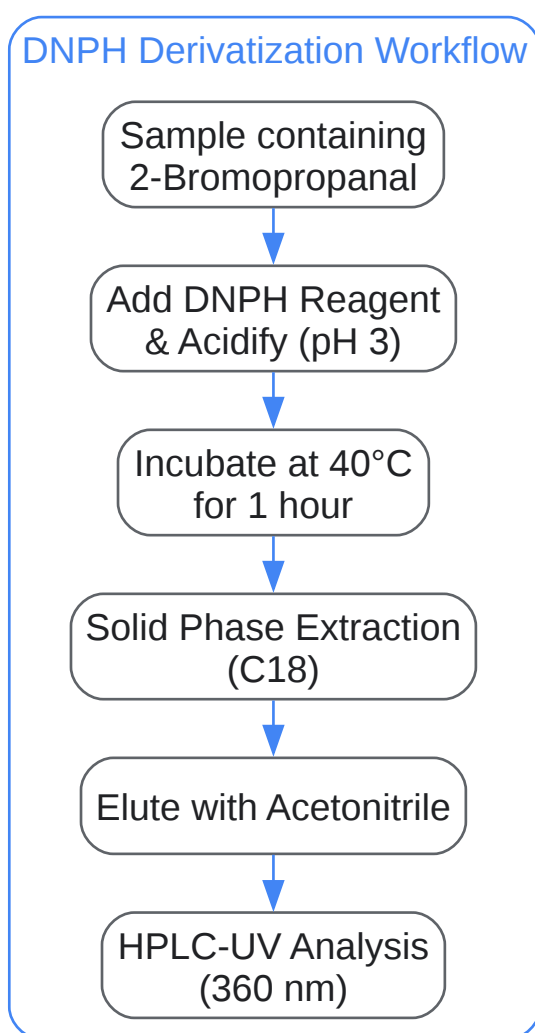 DNPH Derivatization Workflow
Sample containing
2-Bromopropanal
Add DNPH Reagent
& Acidify (pH 3)
Incubate at 40°C
for 1 hour
Solid Phase Extraction
(C18)
Elute with Acetonitrile
HPLC-UV Analysis
(360 nm)